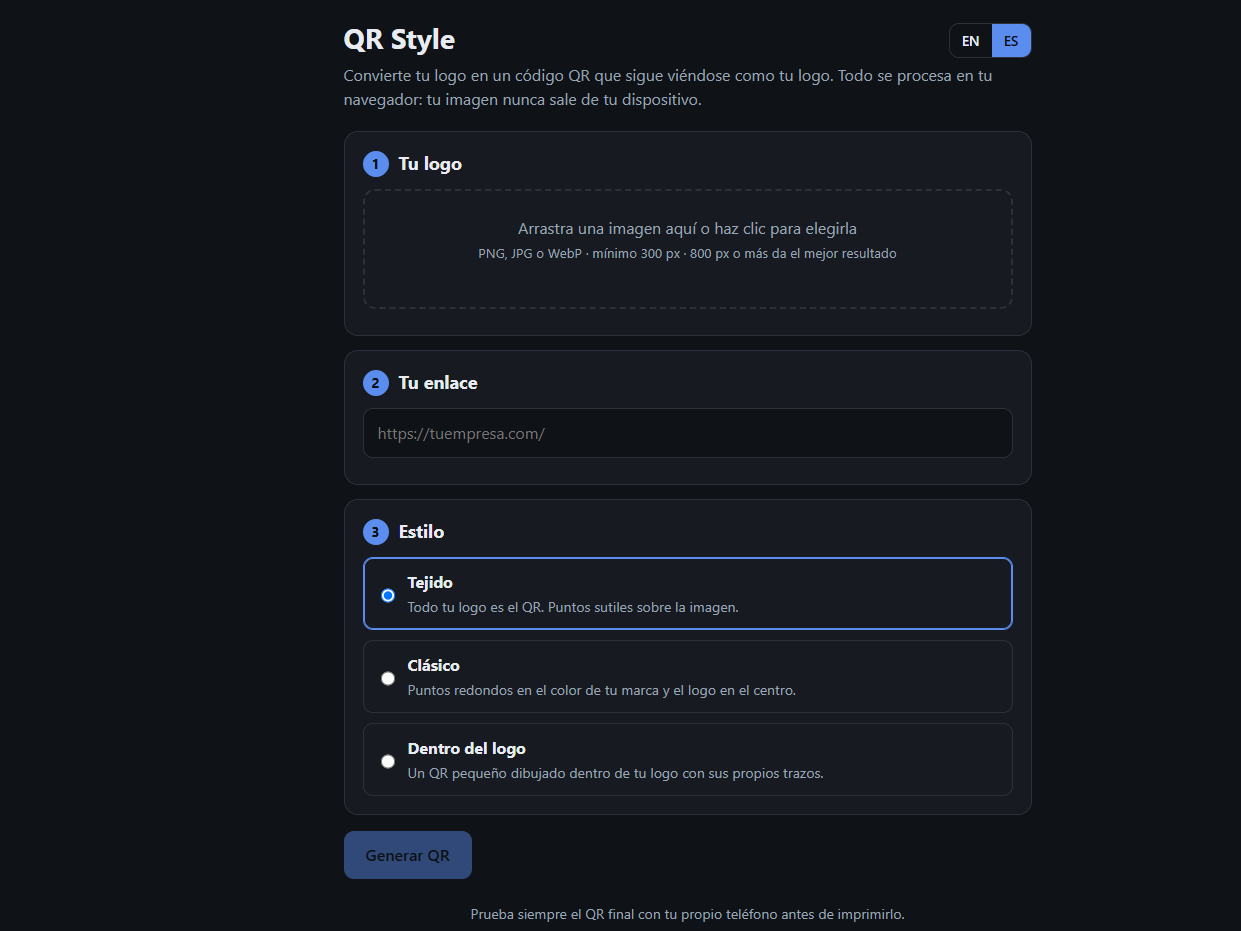 QR Style
EN ES
Convierte tu logo en un código QR que sigue viéndose como tu logo. Todo se procesa en tu
navegador: tu imagen nunca sale de tu dispositivo.
1 Tu logo
Arrastra una imagen aquí o haz clic para elegirla
PNG, JPG o WebP · mínimo 300 px · 800 px o más da el mejor resultado
2 Tu enlace
https://tuempresa.com/
3 Estilo
Tejido
Todo tu logo es el QR. Puntos sutiles sobre la imagen.
Clásico
Puntos redondos en el color de tu marca y el logo en el centro.
Dentro del logo
Un QR pequeño dibujado dentro de tu logo con sus propios trazos.
Generar QR
Prueba siempre el QR final con tu propio teléfono antes de imprimirlo.